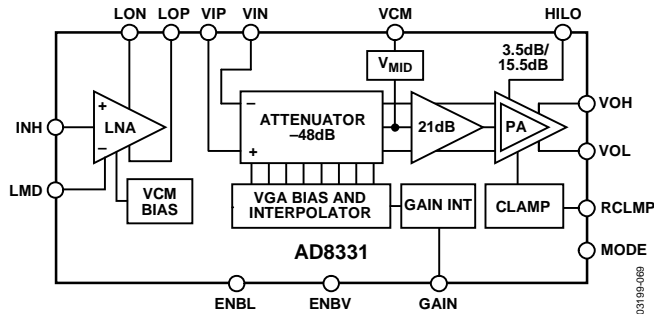 LON LOP VIP VIN VCM HILO
3.5dB/
15.5dB
VMID
+
LNA
–
–
ATTENUATOR
–48dB
+
21dB
PA
INH
LMD
VOH
VOL
VCM
BIAS
VGA BIAS AND
INTERPOLATOR
GAIN INT
CLAMP
RCLMP
AD8331
MODE
ENBL ENBV GAIN
03199-069